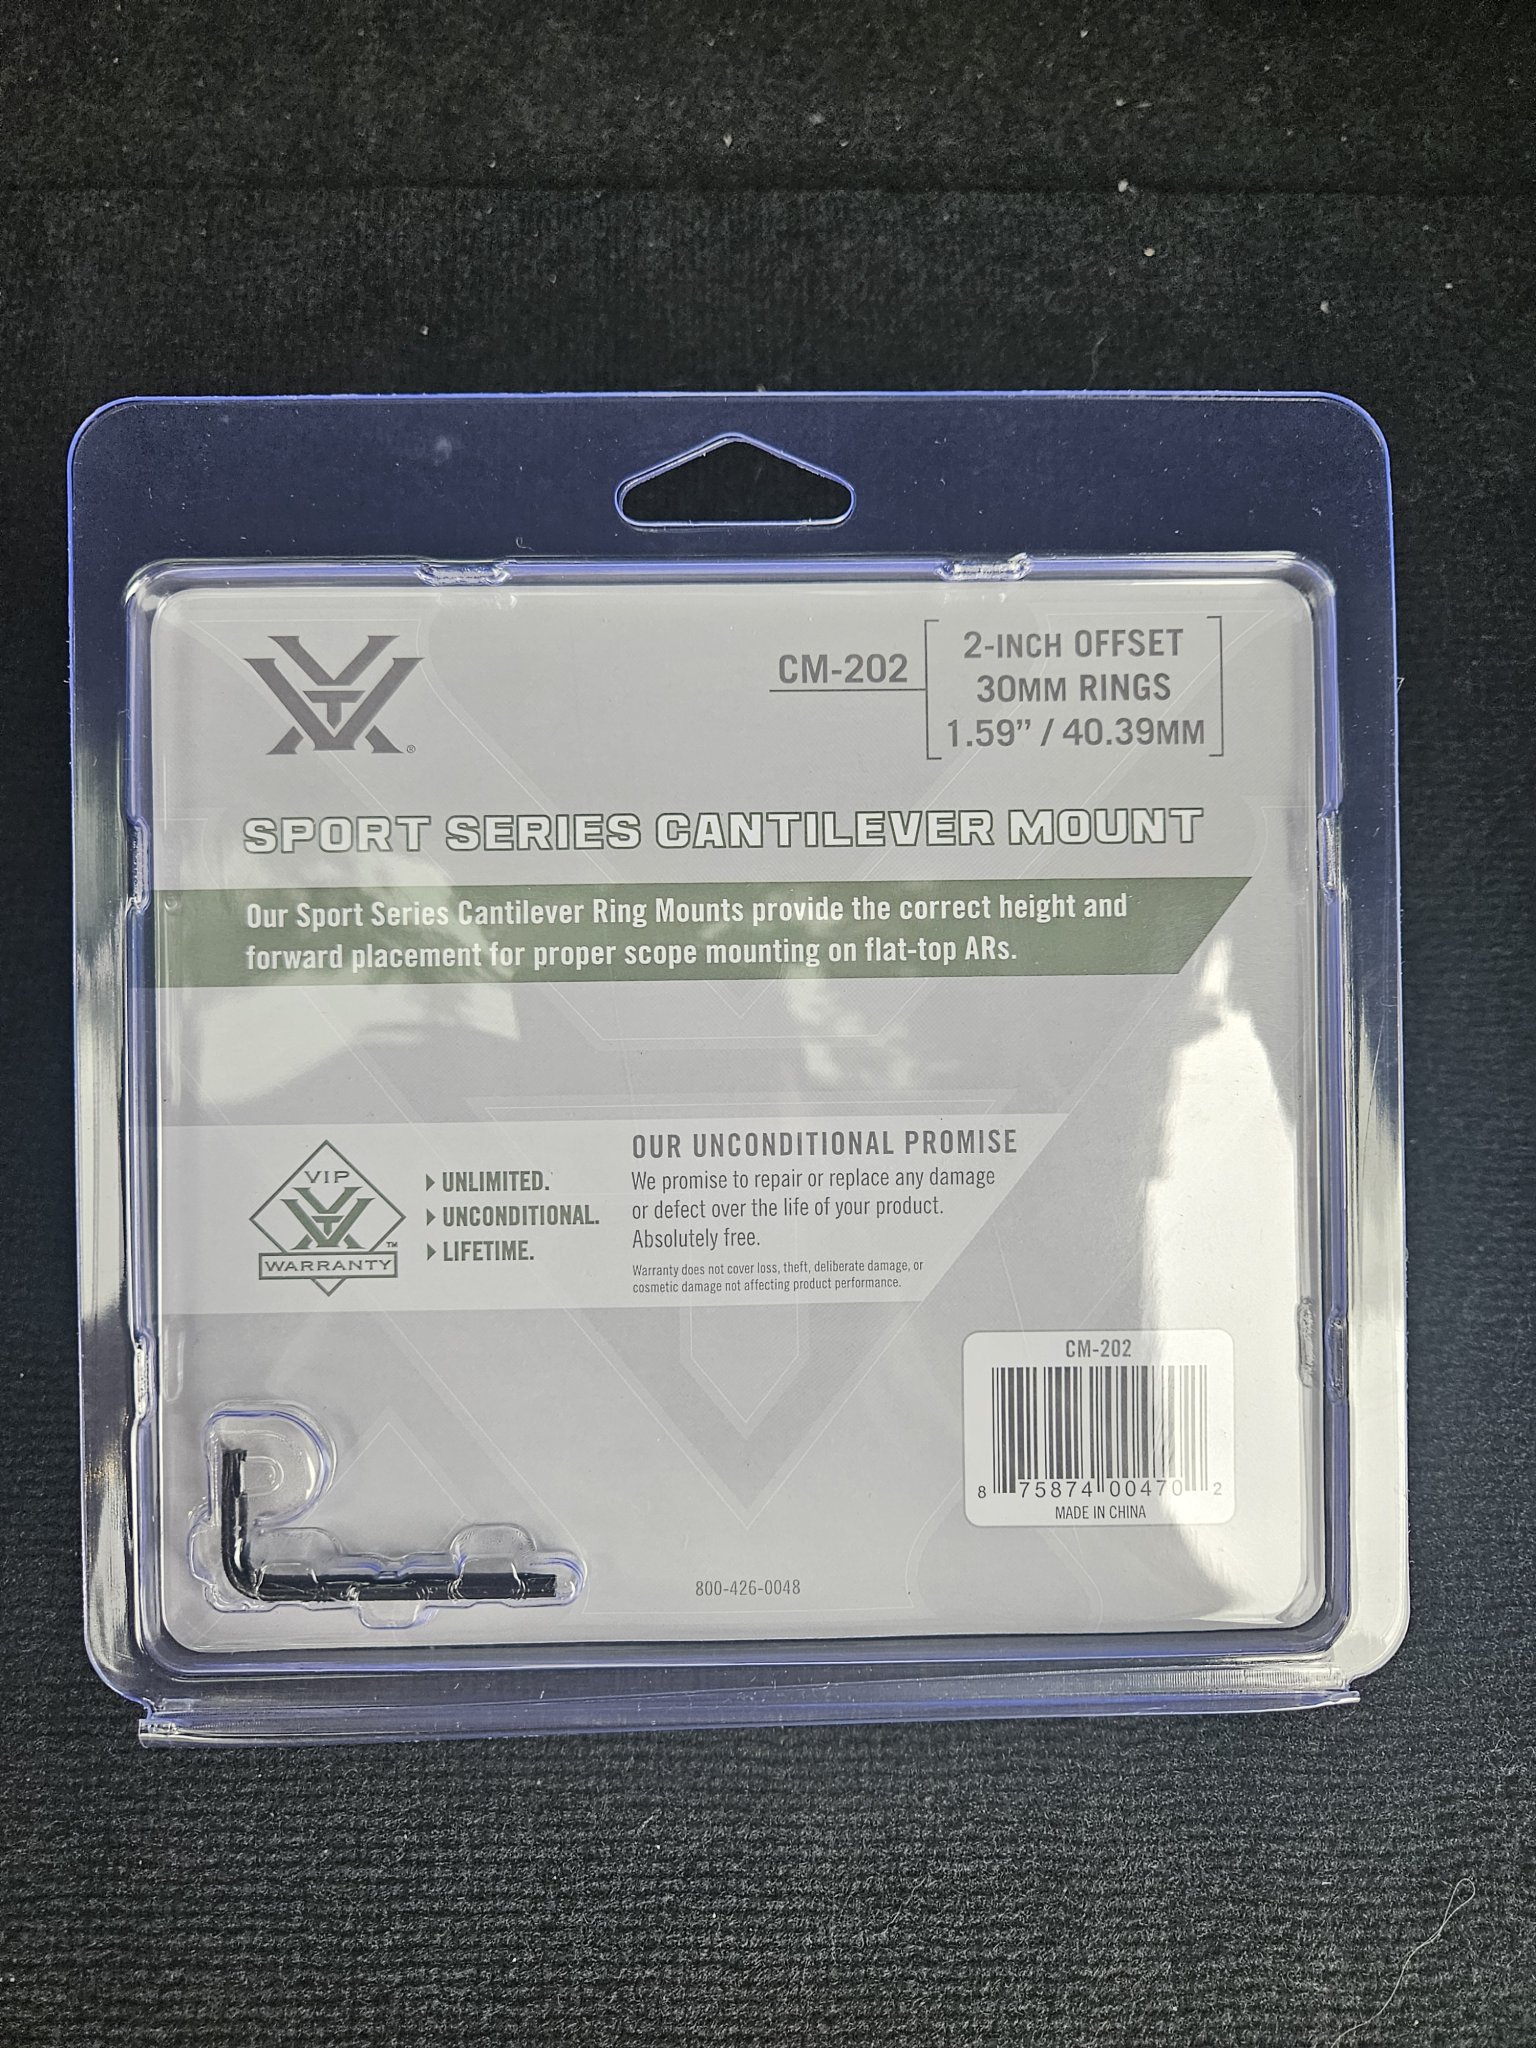 VT®
CM-202
2-INCH OFFSET
30MM RINGS
1.59” / 40.39MM
SPORT SERIES CANTILEVER MOUNT
Our Sport Series Cantilever Ring Mounts provide the correct height and
forward placement for proper scope mounting on flat-top ARs.
VIP
VT™
WARRANTY
UNLIMITED.
UNCONDITIONAL.
LIFETIME.
OUR UNCONDITIONAL PROMISE
We promise to repair or replace any damage
or defect over the life of your product.
Absolutely free.
Warranty does not cover loss, theft, deliberate damage, or
cosmetic damage not affecting product performance.
CM-202
8 75874 00470 2
MADE IN CHINA
800-426-0048